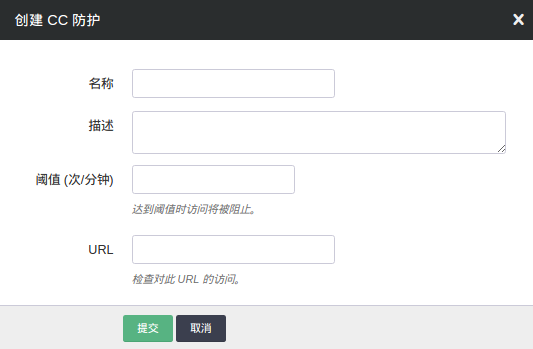 创建 CC 防护
名称
描述
阈值 (次/分钟)
达到阈值时访问将被阻止。
URL
检查对此 URL 的访问。
提交 取消